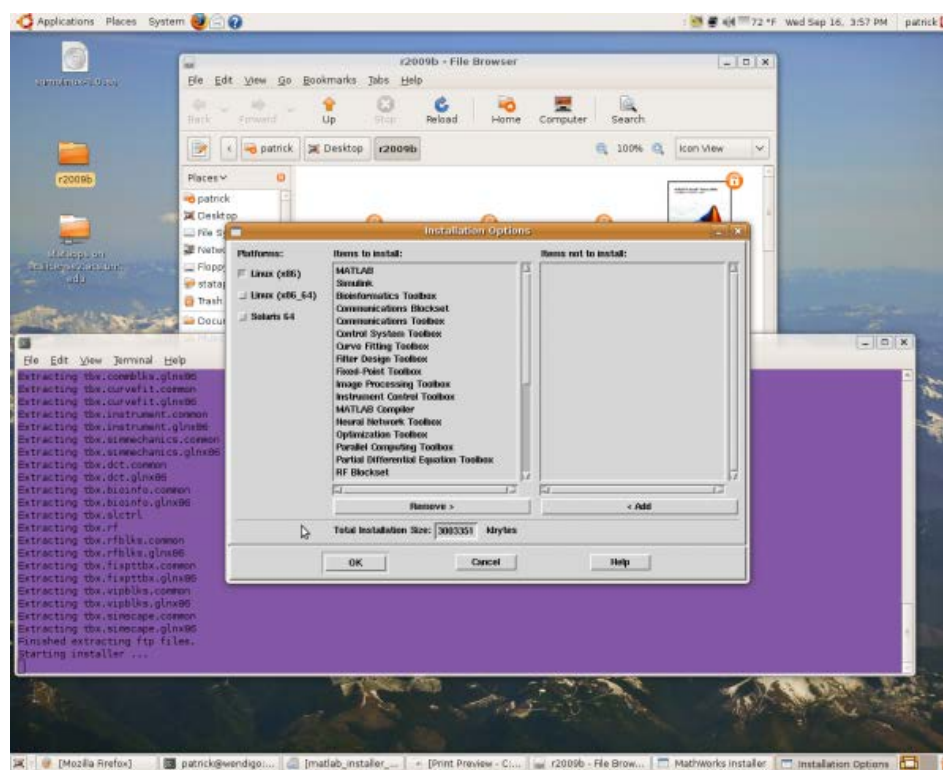 Applications Places System
72 °F Wed Sep 16, 3:57 PM patrick
r2009b - File Browser
File Edit View Go Bookmarks Tabs Help
Back Forward Up Stop Reload Home Computer Search
patrick Desktop r2009b 100% Icon View
r2009b
Places
patrick
Desktop
File
Floppy
Trash
Installation Options
Platforms: Items to install: Items not to install:
Linux (x86)
Linux (x86_64)
Solaris 64
MATLAB
Simulink
Bioinformatics Toolbox
Communications Blockset
Communications Toolbox
Control System Toolbox
Curve Fitting Toolbox
Filter Design Toolbox
Fixed-Point Toolbox
Image Processing Toolbox
Instrument Control Toolbox
MATLAB Compiler
Neural Network Toolbox
Optimization Toolbox
Parallel Computing Toolbox
Partial Differential Equation Toolbox
RF Blockset
Remove > < Add
Total Installation Size: 3003351 kbytes
OK Cancel Help
File Edit View Terminal Help
Extracting tbx.commblks.glnx86
Extracting tbx.curvefit.common
Extracting tbx.curvefit.glnx86
Extracting tbx.instrument.common
Extracting tbx.instrument.glnx86
Extracting tbx.simmechanics.common
Extracting tbx.simmechanics.glnx86
Extracting tbx.dct.common
Extracting tbx.dct.glnx86
Extracting tbx.bioinfo.common
Extracting tbx.bioinfo.glnx86
Extracting tbx.slctrl
Extracting tbx.rf
Extracting tbx.rfblks.common
Extracting tbx.rfblks.glnx86
Extracting tbx.fixpttbx.common
Extracting tbx.fixpttbx.glnx86
Extracting tbx.vipblks.common
Extracting tbx.vipblks.glnx86
Extracting tbx.simscape.common
Extracting tbx.simscape.glnx86
Finished extracting ftp files.
Starting installer ...
[Mozilla Firefox] patrick@wendigo:... [matlab_installer_... [Print Preview - C:... r2009b - File Brow... Mathworks Installer Installation Options